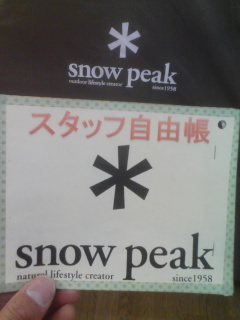 snow peak
outdoor lifestyle creator
since1958
スタッフ自由帳
snow peak
natural lifestyle creator
since1958